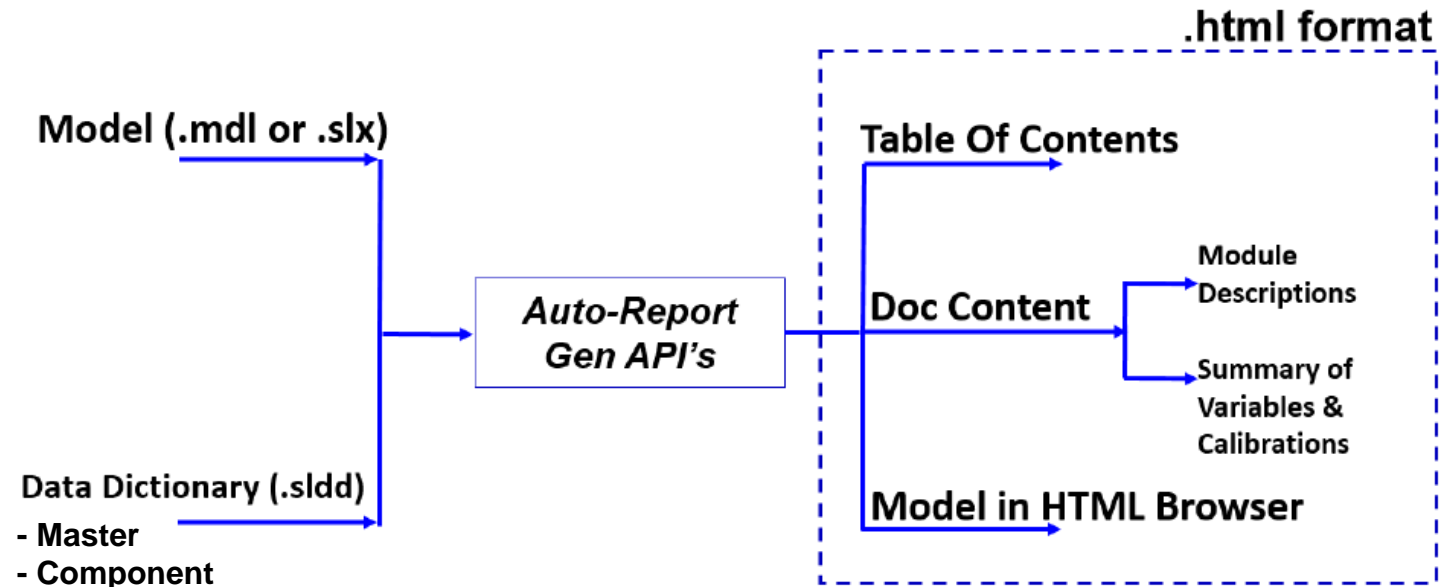 .html format
Model (.mdl or .slx)
Table Of Contents
Module
Descriptions
Auto-Report
Gen API's
Doc Content
Summary of
Variables &
Calibrations
Data Dictionary (.sldd)
- Master
- Component
Model in HTML Browser